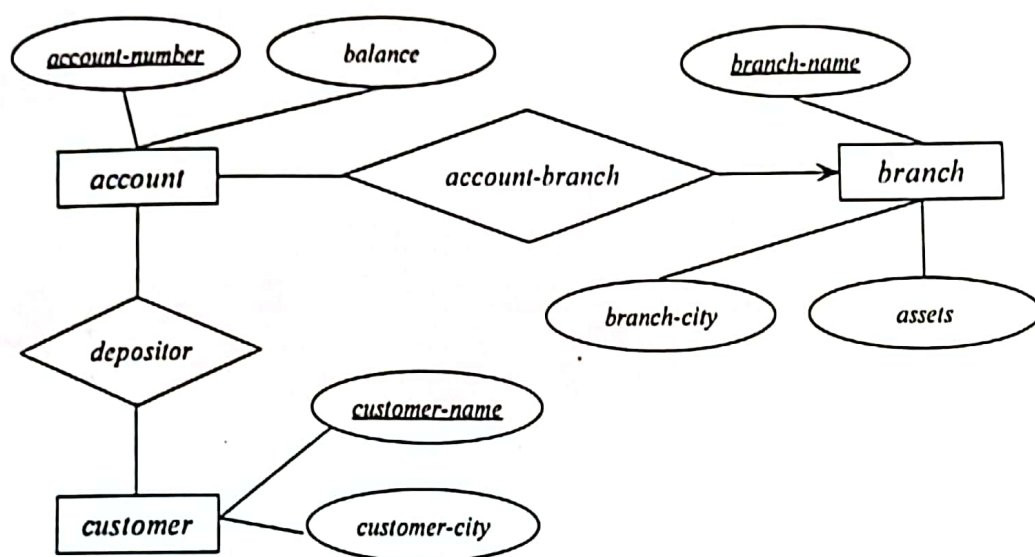 account-number
balance
branch-name
account
account-branch
branch
branch-city
assets
depositor
customer-name
customer
customer-city